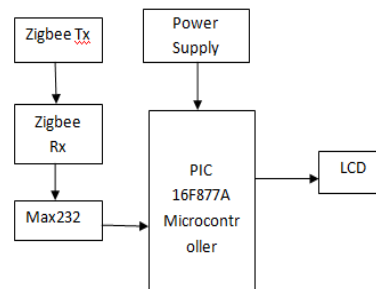 Zigbee Tx
Power
Supply
Zigbee
Rx
PIC
16F877A
Microcontr
oller
LCD
Max232